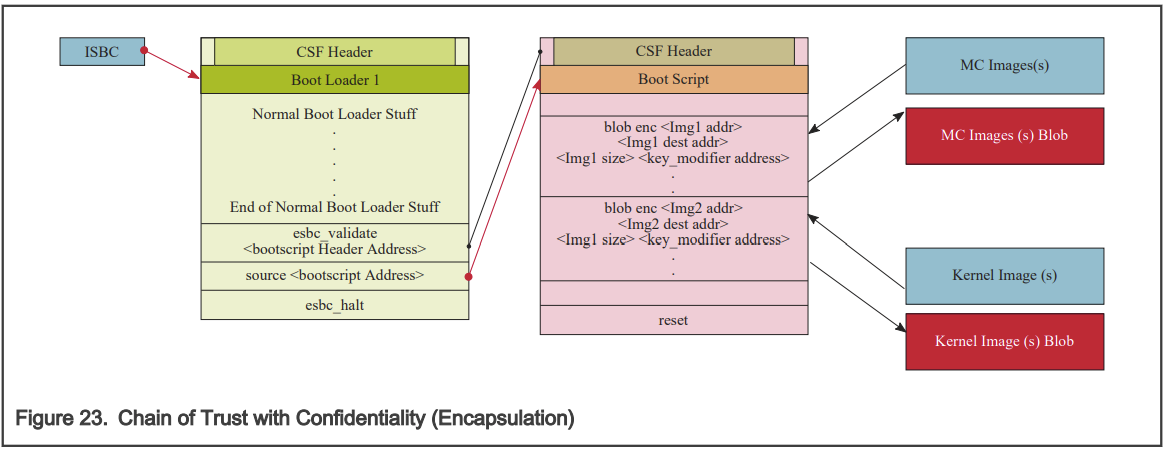 ISBC
CSF Header
Boot Loader 1
Normal Boot Loader Stuff
.
.
.
.
.
End of Normal Boot Loader Stuff
esbc_validate
<bootscript Header Address>
source <bootscript Address>
esbc_halt
CSF Header
Boot Script
blob enc <Img1 addr>
<Img1 dest addr>
<Img1 size> <key_modifier address>
.
.
blob enc <Img2 addr>
<Img2 dest addr>
<Img1 size> <key_modifier address>
.
.
reset
MC Images(s)
MC Images (s) Blob
Kernel Image (s)
Kernel Image (s) Blob
Figure 23. Chain of Trust with Confidentiality (Encapsulation)